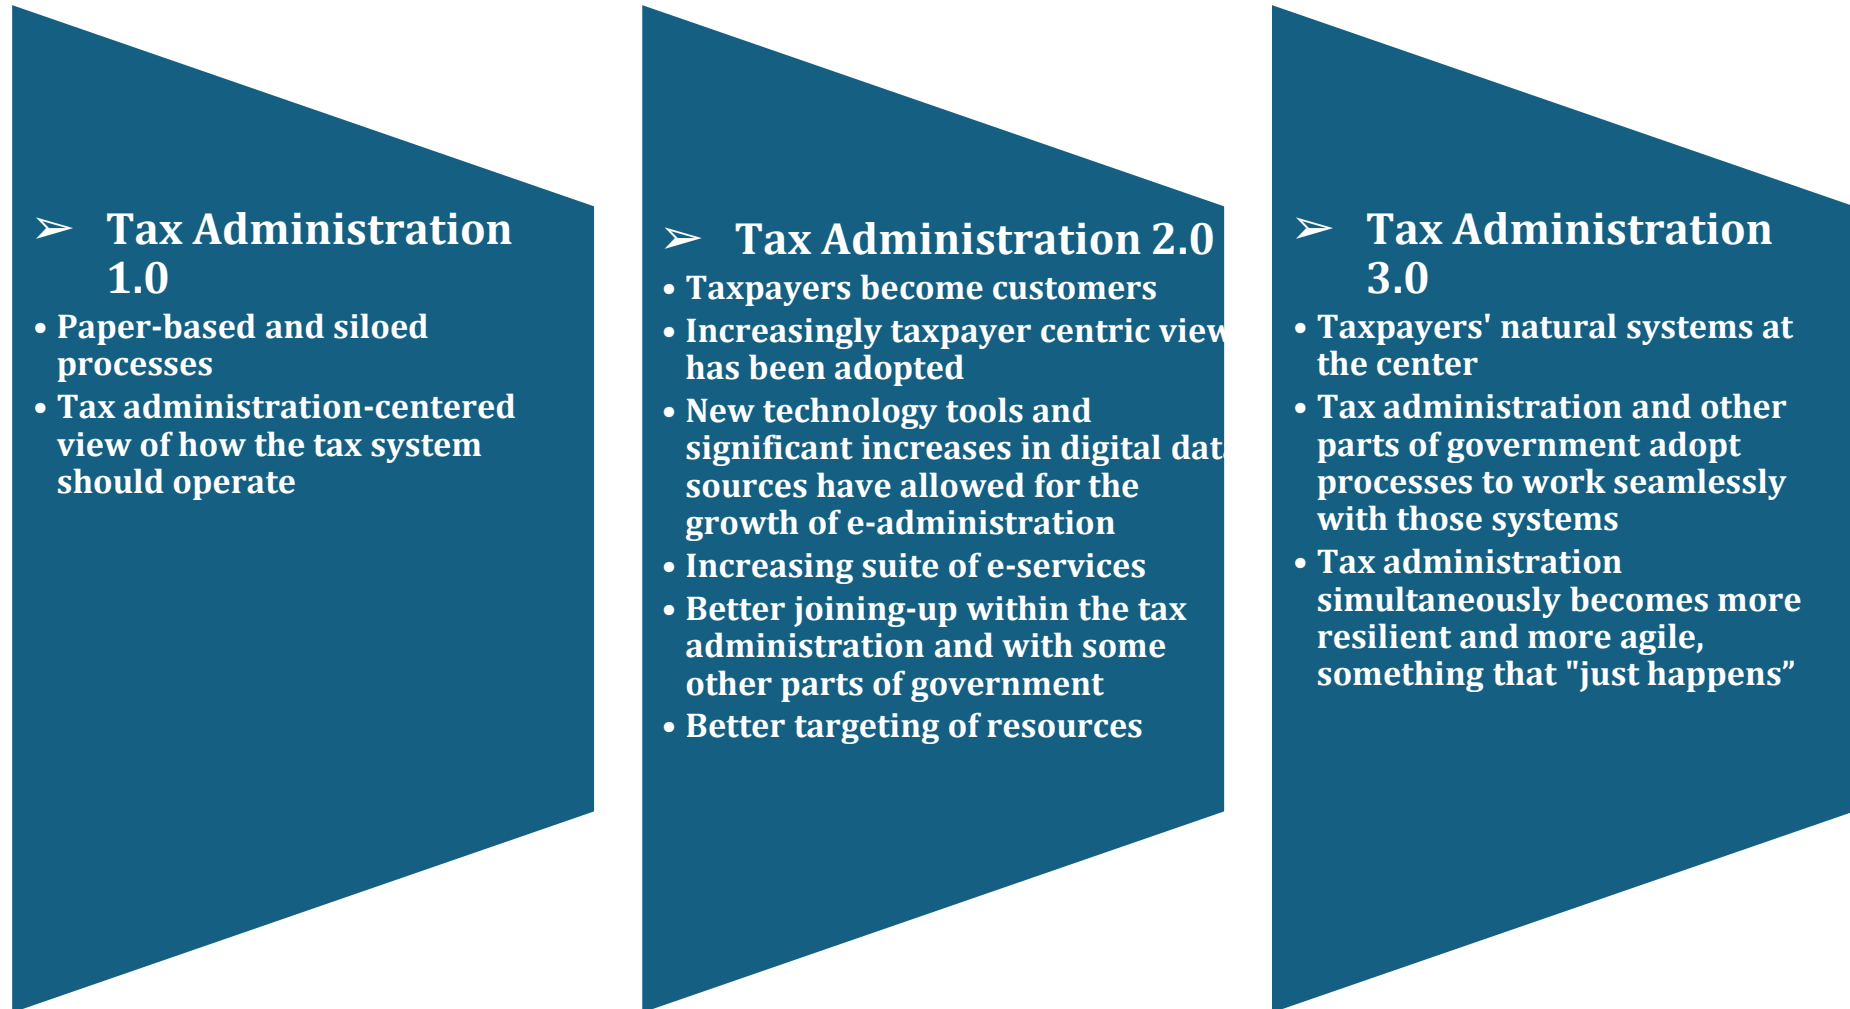 ➢ Tax Administration
1.0
• Paper-based and siloed
processes
• Tax administration-centered
view of how the tax system
should operate
➢ Tax Administration 2.0
• Taxpayers become customers
• Increasingly taxpayer centric view
has been adopted
• New technology tools and
significant increases in digital data
sources have allowed for the
growth of e-administration
• Increasing suite of e-services
• Better joining-up within the tax
administration and with some
other parts of government
• Better targeting of resources
➢ Tax Administration
3.0
• Taxpayers' natural systems at
the center
• Tax administration and other
parts of government adopt
processes to work seamlessly
with those systems
• Tax administration
simultaneously becomes more
resilient and more agile,
something that "just happens”